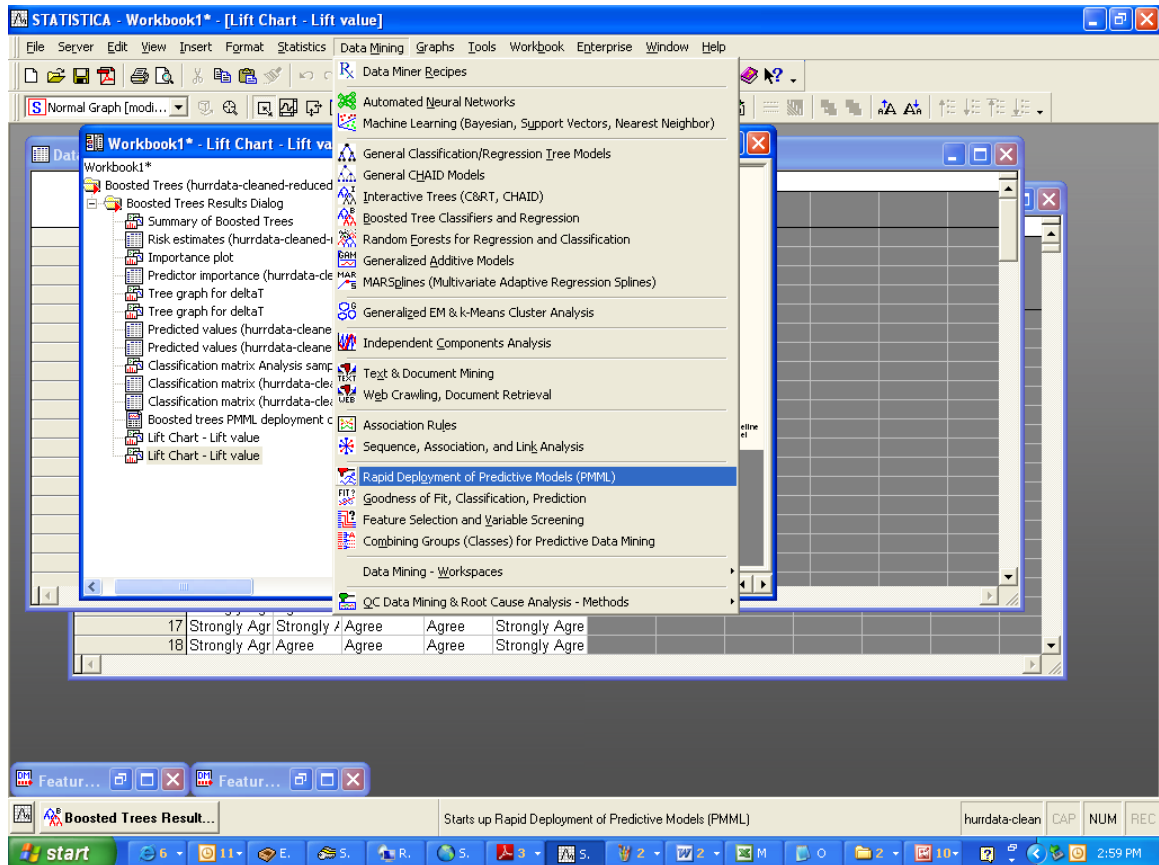 STATISTICA - Workbook1* - [Lift Chart - Lift value]
File Server Edit View Insert Format Statistics Data Mining Graphs Tools Workbook Enterprise Window Help
Normal Graph [modi...
Data Miner Recipes
Automated Neural Networks
Machine Learning (Bayesian, Support Vectors, Nearest Neighbor)
General Classification/Regression Tree Models
General CHAID Models
Interactive Trees (C&RT, CHAID)
Boosted Tree Classifiers and Regression
Random Forests for Regression and Classification
Generalized Additive Models
MARSplines (Multivariate Adaptive Regression Splines)
Generalized EM & k-Means Cluster Analysis
Independent Components Analysis
Text & Document Mining
Web Crawling, Document Retrieval
Association Rules
Sequence, Association, and Link Analysis
Rapid Deployment of Predictive Models (PMML)
Goodness of Fit, Classification, Prediction
Feature Selection and Variable Screening
Combining Groups (Classes) for Predictive Data Mining
Data Mining - Workspaces
QC Data Mining & Root Cause Analysis - Methods
Dat
Workbook1* - Lift Chart - Lift va
Workbook1*
Boosted Trees (hurrdata-cleaned-reduced
Boosted Trees Results Dialog
Summary of Boosted Trees
Risk estimates (hurrdata-cleaned-r
Importance plot
Predictor importance (hurrdata-cle
Tree graph for deltaT
Tree graph for deltaT
Predicted values (hurrdata-cleane
Predicted values (hurrdata-cleane
Classification matrix Analysis samp
Classification matrix (hurrdata-clea
Classification matrix (hurrdata-clea
Boosted trees PMML deployment c
Lift Chart - Lift value
Lift Chart - Lift value
eline
el
17 Strongly Agr Strongly A Agree Agree Strongly Agre
18 Strongly Agr Agree Agree Agree Strongly Agre
Featur... Featur...
Boosted Trees Result... Starts up Rapid Deployment of Predictive Models (PMML) hurrdata-clean CAP NUM REC
start 6 11 E. S. R. S. 3 S. 2 2 M O 2 10 2:59 PM